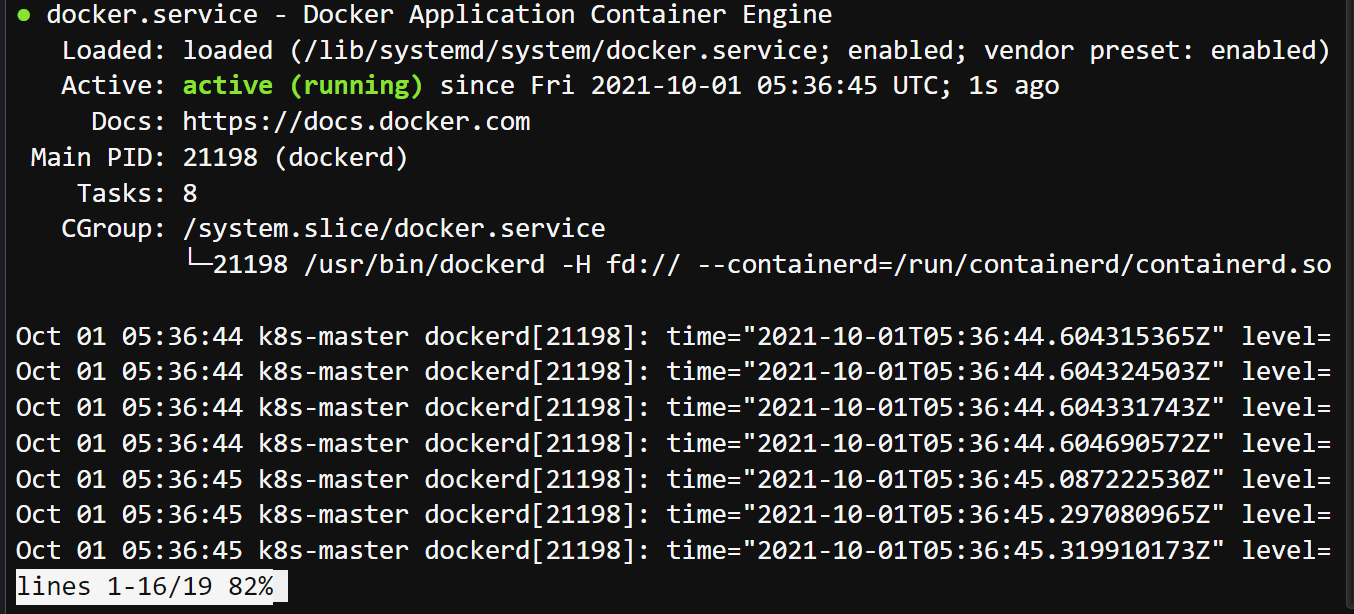 ● docker.service - Docker Application Container Engine
   Loaded: loaded (/lib/systemd/system/docker.service; enabled; vendor preset: enabled)
   Active: active (running) since Fri 2021-10-01 05:36:45 UTC; 1s ago
     Docs: https://docs.docker.com
 Main PID: 21198 (dockerd)
    Tasks: 8
   CGroup: /system.slice/docker.service
           └─21198 /usr/bin/dockerd -H fd:// --containerd=/run/containerd/containerd.so

Oct 01 05:36:44 k8s-master dockerd[21198]: time="2021-10-01T05:36:44.604315365Z" level=
Oct 01 05:36:44 k8s-master dockerd[21198]: time="2021-10-01T05:36:44.604324503Z" level=
Oct 01 05:36:44 k8s-master dockerd[21198]: time="2021-10-01T05:36:44.604331743Z" level=
Oct 01 05:36:44 k8s-master dockerd[21198]: time="2021-10-01T05:36:44.604690572Z" level=
Oct 01 05:36:45 k8s-master dockerd[21198]: time="2021-10-01T05:36:45.087222530Z" level=
Oct 01 05:36:45 k8s-master dockerd[21198]: time="2021-10-01T05:36:45.297080965Z" level=
Oct 01 05:36:45 k8s-master dockerd[21198]: time="2021-10-01T05:36:45.319910173Z" level=
lines 1-16/19 82%